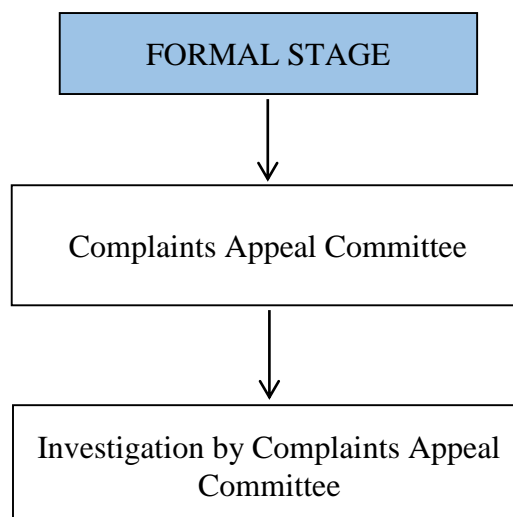 FORMAL STAGE
Complaints Appeal Committee
Investigation by Complaints Appeal
Committee